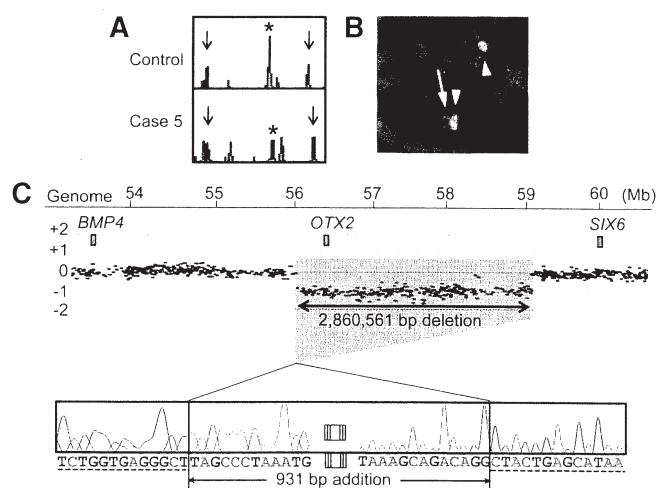 A
B
Control
*
Case 5
*
C
Genome 54 55 56 57 58 59 60 (Mb)
BMP4 OTX2 SIX6
+2
+1
0
-1
-2
2,860,561 bp deletion
TCTGGTGAGGGCTTAGCCCTAAATG TAAAGCAGACAGGCTACTGAGCATAA
931 bp addition